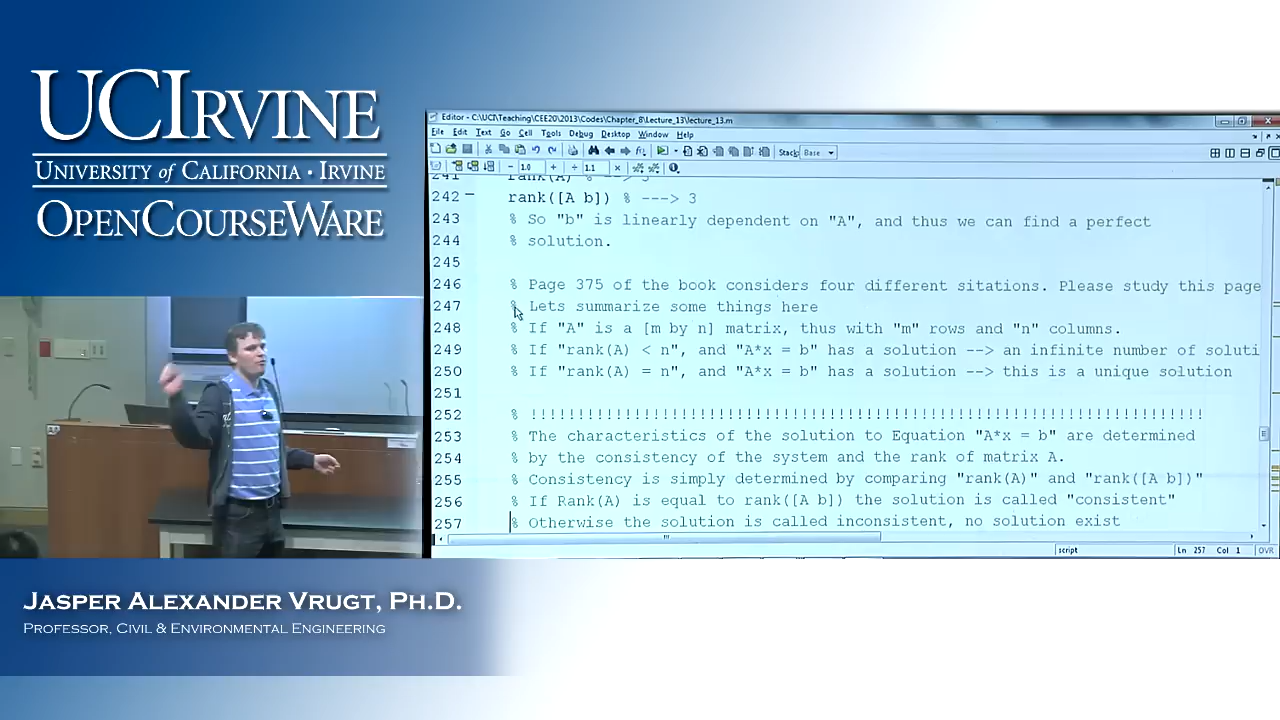 UCIRVINE
UNIVERSITY of CALIFORNIA · IRVINE
OPENCOURSEWARE
Editor - C:\UCI\Teaching\CEE20\2013\Codes\Chapter_8\Lecture_13\lecture_13.m
File Edit Text Go Cell Tools Debug Desktop Window Help
Stack: Base
1.0 + ÷ 1.1 ×
241 rank(A) % ---> 3
242 rank([A b]) % ---> 3
243 % So "b" is linearly dependent on "A", and thus we can find a perfect
244 % solution.
245
246 % Page 375 of the book considers four different sitations. Please study this page
247 % Lets summarize some things here
248 % If "A" is a [m by n] matrix, thus with "m" rows and "n" columns.
249 % If "rank(A) < n", and "A*x = b" has a solution --> an infinite number of soluti
250 % If "rank(A) = n", and "A*x = b" has a solution --> this is a unique solution
251
252 % !!!!!!!!!!!!!!!!!!!!!!!!!!!!!!!!!!!!!!!!!!!!!!!!!!!!!!!!!!!!!!!!!!!!!!!
253 % The characteristics of the solution to Equation "A*x = b" are determined
254 % by the consistency of the system and the rank of matrix A.
255 % Consistency is simply determined by comparing "rank(A)" and "rank([A b])"
256 % If Rank(A) is equal to rank([A b]) the solution is called "consistent"
257 % Otherwise the solution is called inconsistent, no solution exist
script Ln 257 Col 1 OVR
JASPER ALEXANDER VRUGT, PH.D.
PROFESSOR, CIVIL & ENVIRONMENTAL ENGINEERING